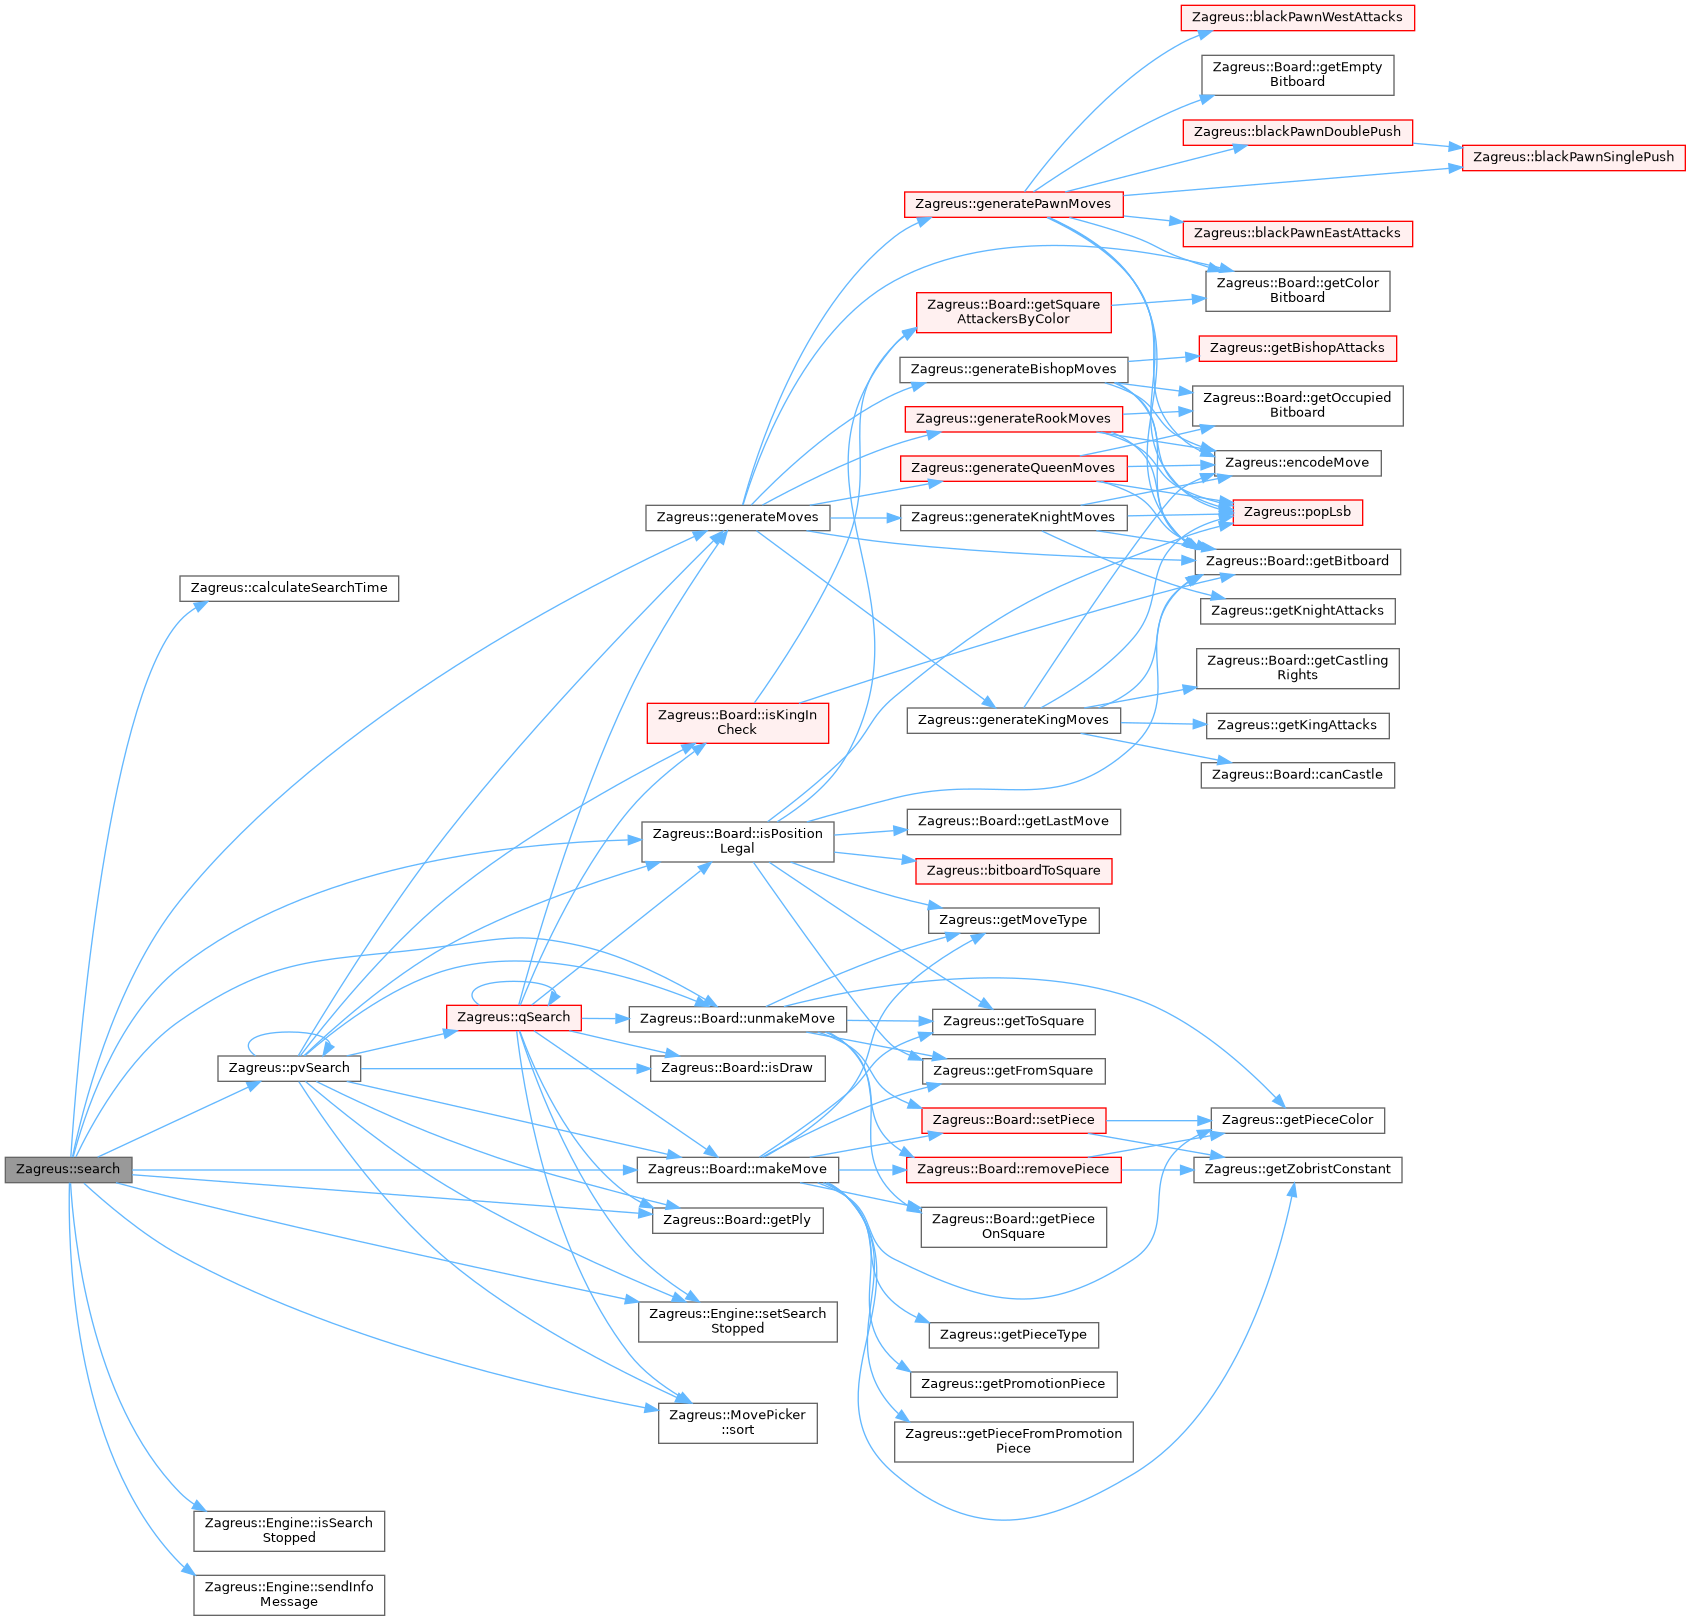 Zagreus::blackPawnWestAttacks
Zagreus::Board::getEmpty
Bitboard
Zagreus::blackPawnDoublePush
Zagreus::blackPawnSinglePush
Zagreus::generatePawnMoves
Zagreus::blackPawnEastAttacks
Zagreus::Board::getColor
Bitboard
Zagreus::Board::getSquare
AttackersByColor
Zagreus::getBishopAttacks
Zagreus::generateBishopMoves
Zagreus::Board::getOccupied
Bitboard
Zagreus::generateRookMoves
Zagreus::generateQueenMoves
Zagreus::encodeMove
Zagreus::generateMoves
Zagreus::generateKnightMoves
Zagreus::popLsb
Zagreus::Board::getBitboard
Zagreus::calculateSearchTime
Zagreus::getKnightAttacks
Zagreus::Board::getCastling
Rights
Zagreus::Board::isKingIn
Check
Zagreus::generateKingMoves
Zagreus::getKingAttacks
Zagreus::Board::canCastle
Zagreus::Board::getLastMove
Zagreus::Board::isPosition
Legal
Zagreus::bitboardToSquare
Zagreus::getMoveType
Zagreus::qSearch
Zagreus::Board::unmakeMove
Zagreus::getToSquare
Zagreus::pvSearch
Zagreus::Board::isDraw
Zagreus::getFromSquare
Zagreus::Board::setPiece
Zagreus::getPieceColor
Zagreus::search
Zagreus::Board::makeMove
Zagreus::Board::removePiece
Zagreus::getZobristConstant
Zagreus::Board::getPly
Zagreus::Board::getPiece
OnSquare
Zagreus::Engine::setSearch
Stopped
Zagreus::getPieceType
Zagreus::getPromotionPiece
Zagreus::MovePicker
::sort
Zagreus::getPieceFromPromotion
Piece
Zagreus::Engine::isSearch
Stopped
Zagreus::Engine::sendInfo
Message